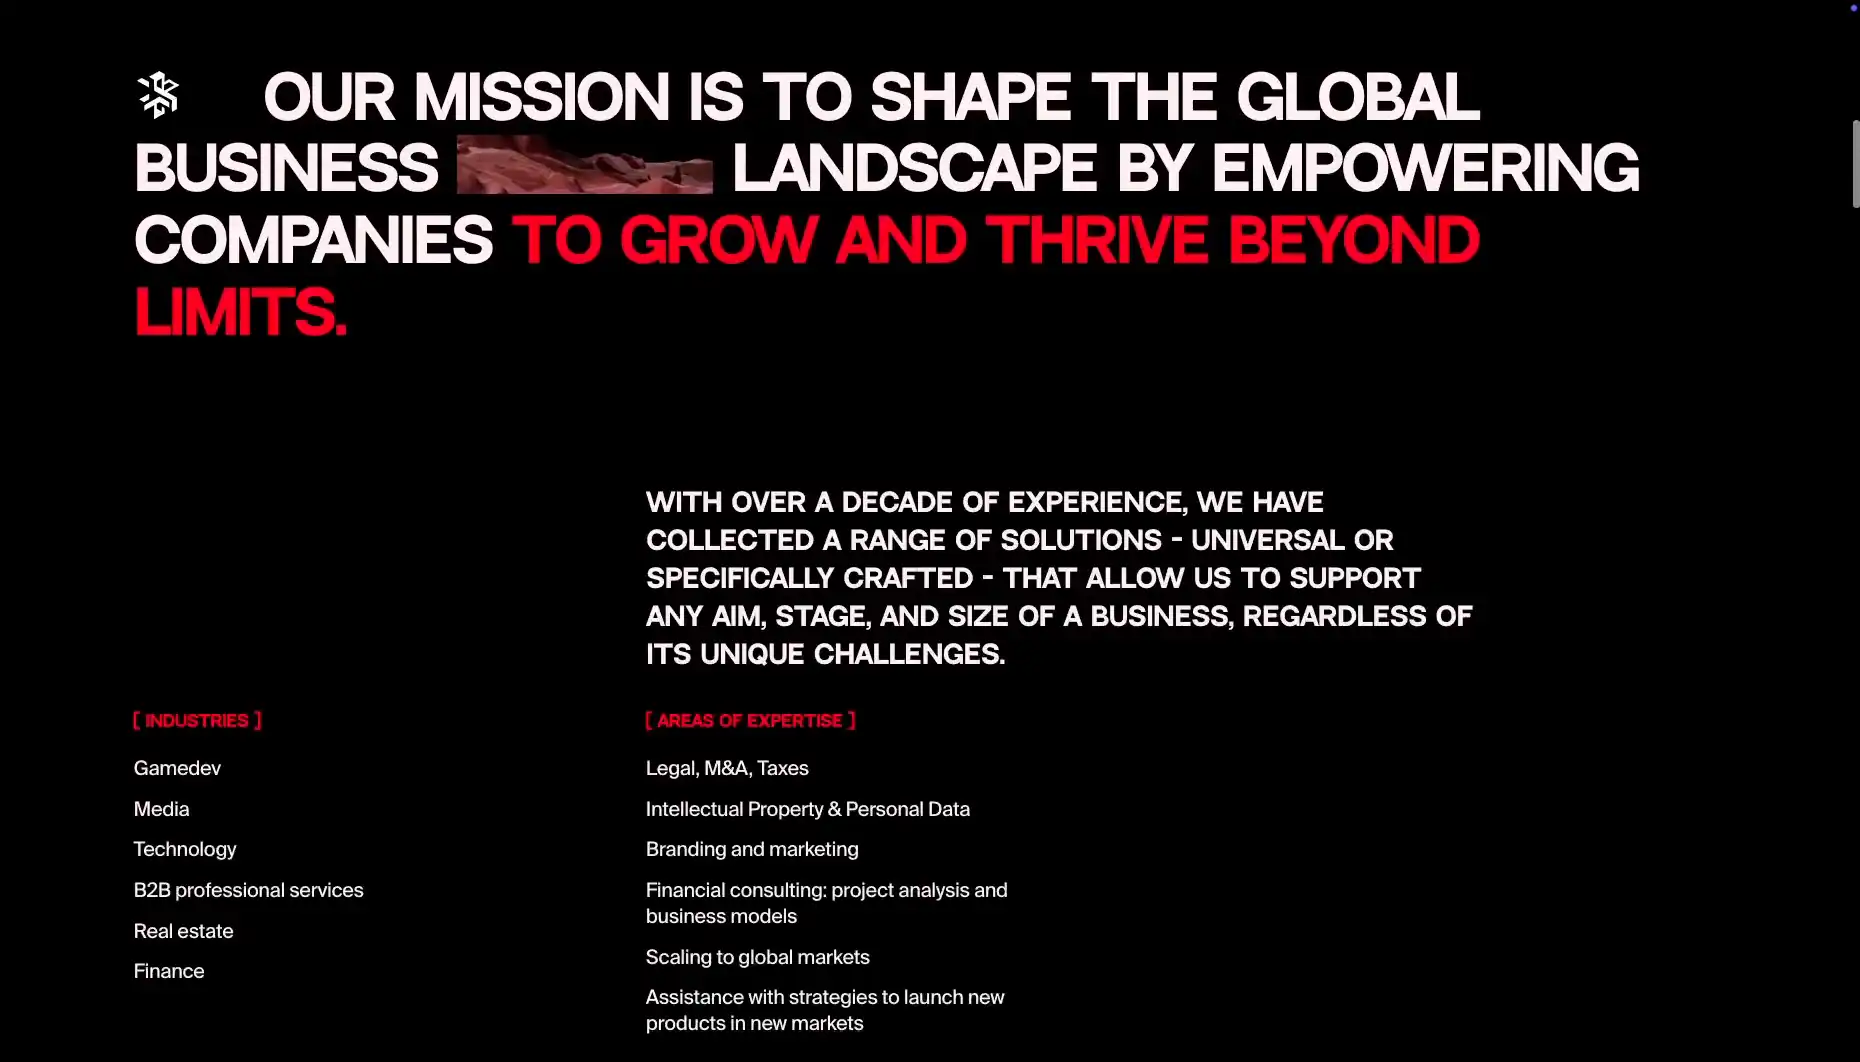 OUR MISSION IS TO SHAPE THE GLOBAL
BUSINESS LANDSCAPE BY EMPOWERING
COMPANIES TO GROW AND THRIVE BEYOND
LIMITS.
WITH OVER A DECADE OF EXPERIENCE, WE HAVE
COLLECTED A RANGE OF SOLUTIONS - UNIVERSAL OR
SPECIFICALLY CRAFTED - THAT ALLOW US TO SUPPORT
ANY AIM, STAGE, AND SIZE OF A BUSINESS, REGARDLESS OF
ITS UNIQUE CHALLENGES.
[ INDUSTRIES ]
Gamedev
Media
Technology
B2B professional services
Real estate
Finance
[ AREAS OF EXPERTISE ]
Legal, M&A, Taxes
Intellectual Property & Personal Data
Branding and marketing
Financial consulting: project analysis and
business models
Scaling to global markets
Assistance with strategies to launch new
products in new markets